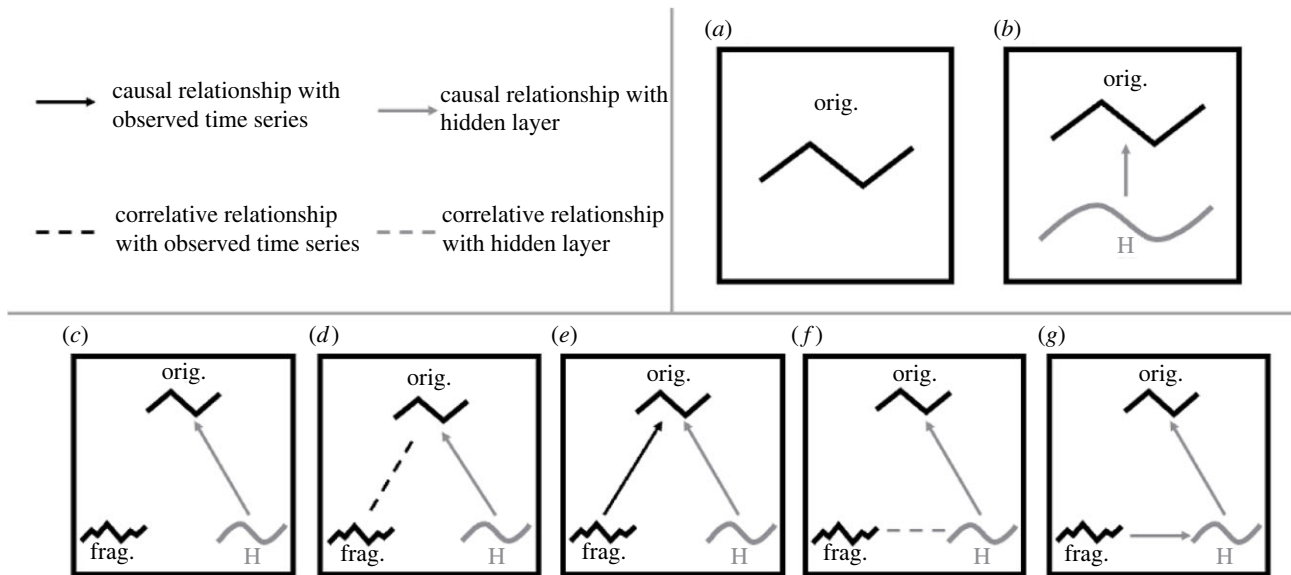 causal relationship with
observed time series
causal relationship with
hidden layer
correlative relationship
with observed time series
correlative relationship
with hidden layer
(a)
orig.
(b)
orig.
H
(c)
orig.
frag.
H
(d)
orig.
frag.
H
(e)
orig.
frag.
H
(f)
orig.
frag.
H
(g)
orig.
frag.
H